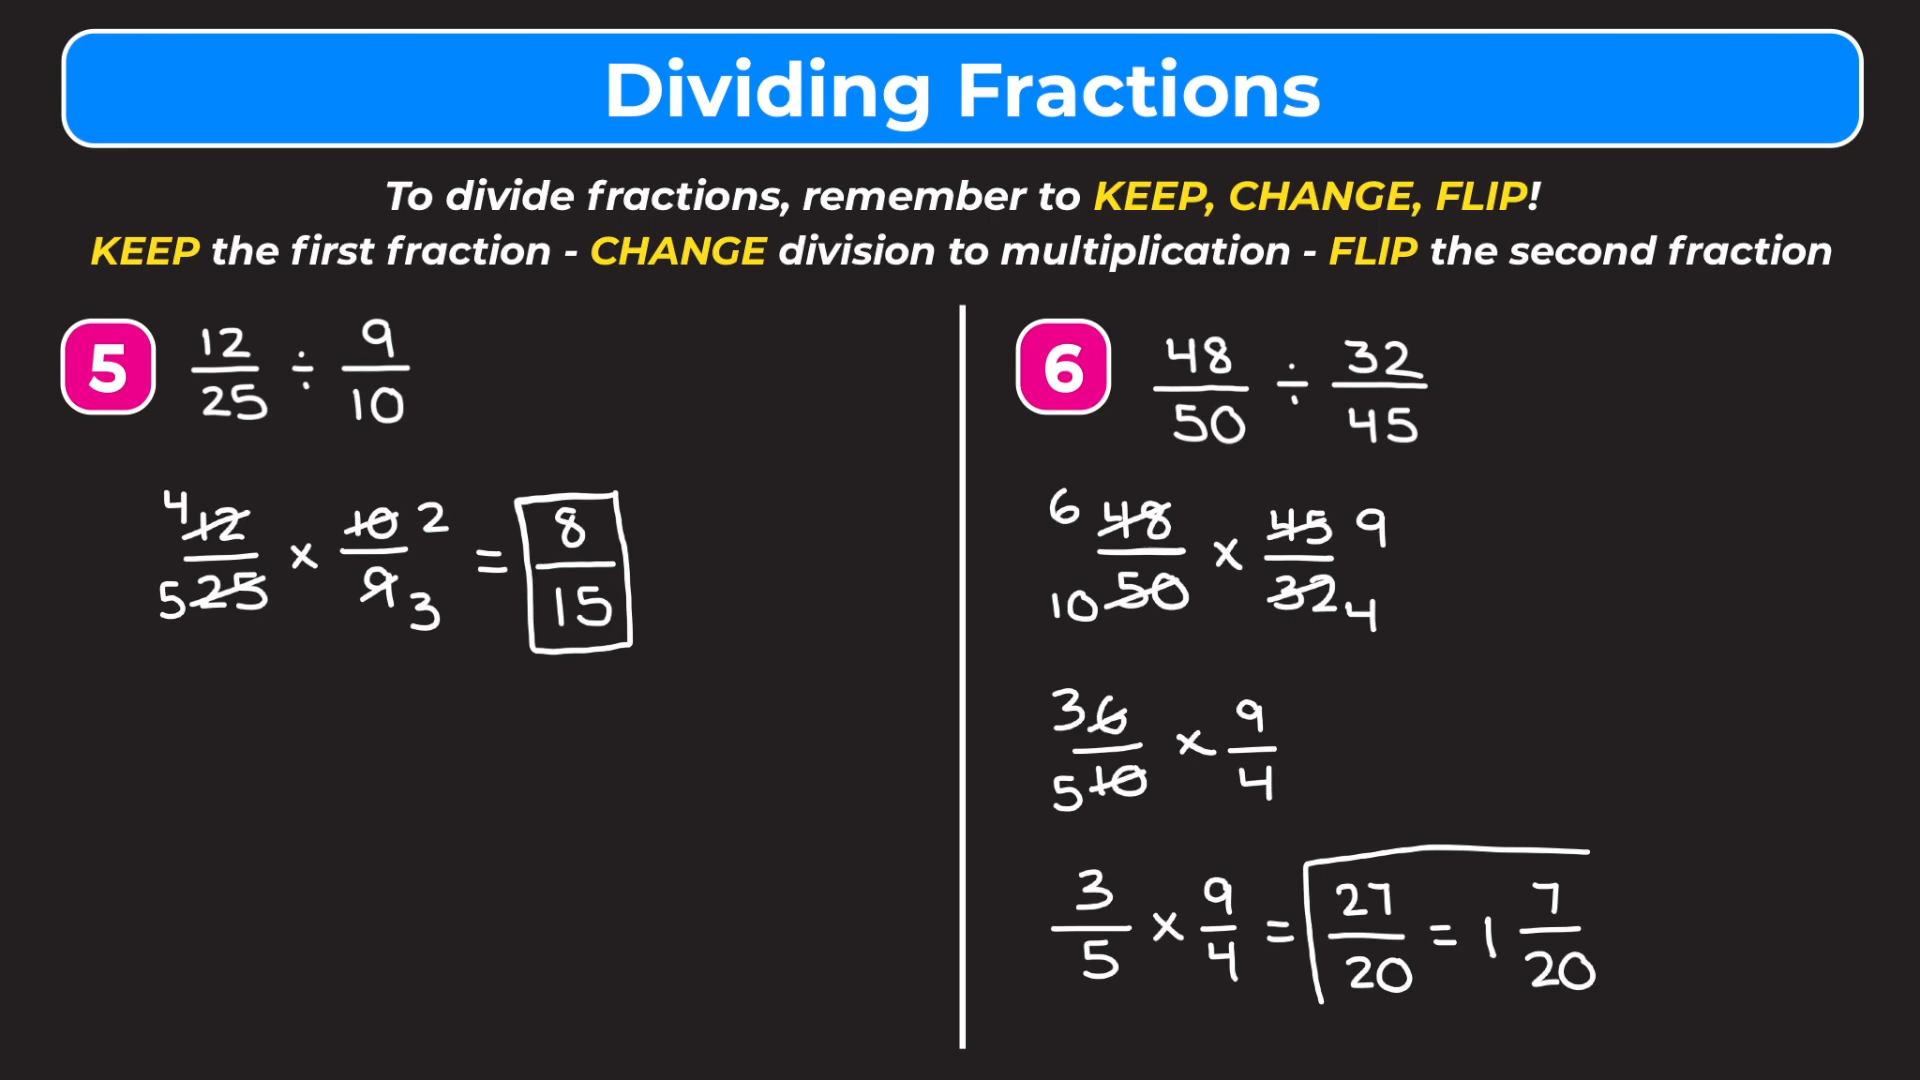 Dividing Fractions
To divide fractions, remember to KEEP, CHANGE, FLIP!
KEEP the first fraction - CHANGE division to multiplication - FLIP the second fraction
5
12/25 ÷ 9/10
4 12/5 25 × 10 2/9 3 = 8/15
6
48/50 ÷ 32/45
6 48/10 50 × 45 9/32 4
3 6/5 10 × 9/4
3/5 × 9/4 = 27/20 = 1 7/20